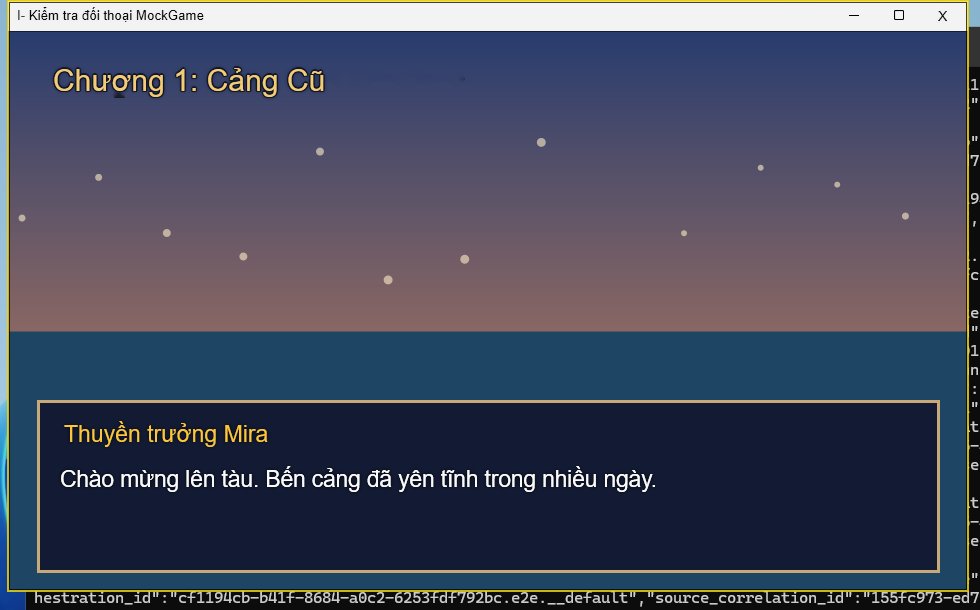 I- Kiểm tra đối thoại MockGame
Chương 1: Cảng Cũ
Thuyền trưởng Mira
Chào mừng lên tàu. Bến cảng đã yên tĩnh trong nhiều ngày.
hestration_id":"cf1194cb-b41f-8684-a0c2-6253fdf792bc.e2e.__default","source_correlation_id":"155fc973-ed